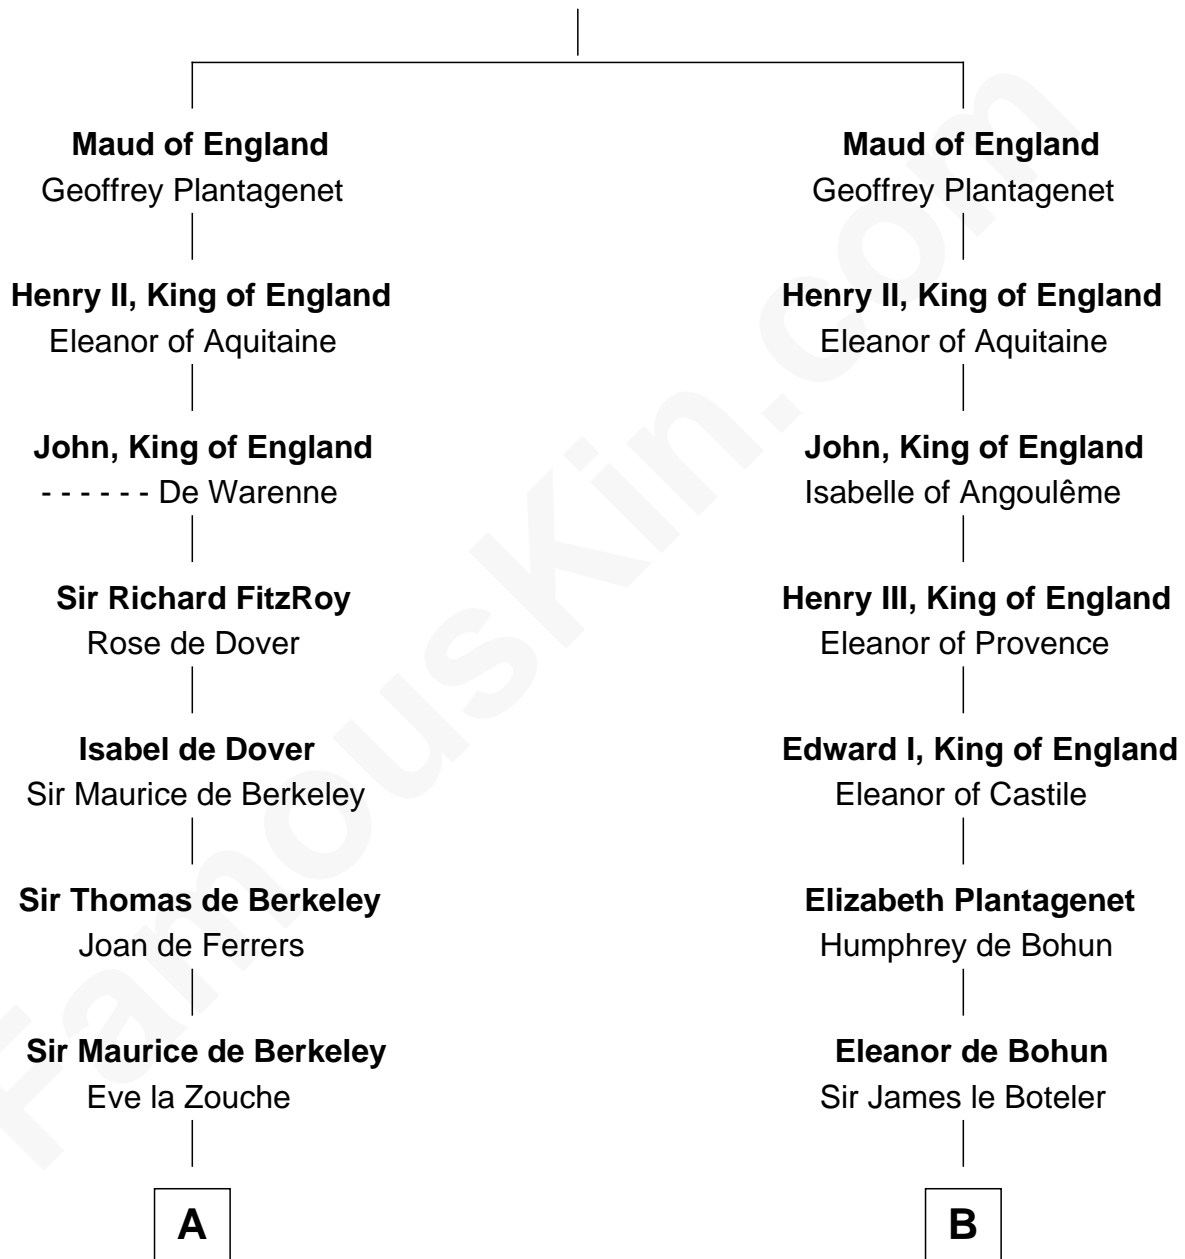 Maud of England
Geoffrey Plantagenet
Henry II, King of England
Eleanor of Aquitaine
John, King of England
- - - - - - De Warenne
Sir Richard FitzRoy
Rose de Dover
Isabel de Dover
Sir Maurice de Berkeley
Sir Thomas de Berkeley
Joan de Ferrers
Sir Maurice de Berkeley
Eve la Zouche
A
Maud of England
Geoffrey Plantagenet
Henry II, King of England
Eleanor of Aquitaine
John, King of England
Isabelle of Angoulême
Henry III, King of England
Eleanor of Provence
Edward I, King of England
Eleanor of Castile
Elizabeth Plantagenet
Humphrey de Bohun
Eleanor de Bohun
Sir James le Boteler
B
FamousKin.com